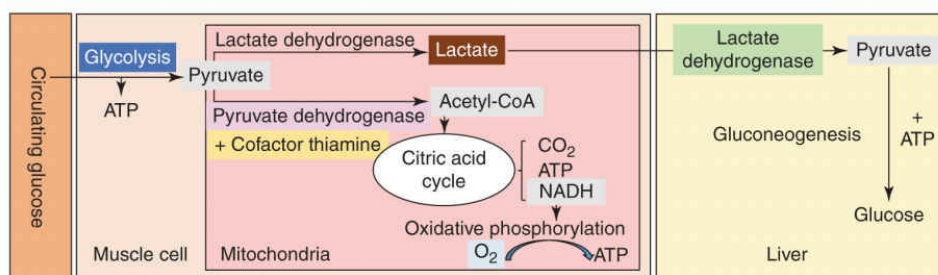 Circulating glucose
Glycolysis
ATP
Pyruvate
Lactate dehydrogenase
Lactate
Pyruvate dehydrogenase
+ Cofactor thiamine
Acetyl-CoA
Citric acid
cycle
CO₂
ATP
NADH
Oxidative phosphorylation
O₂
ATP
Muscle cell
Mitochondria
Lactate
dehydrogenase
Pyruvate
Gluconeogenesis
+
ATP
Glucose
Liver